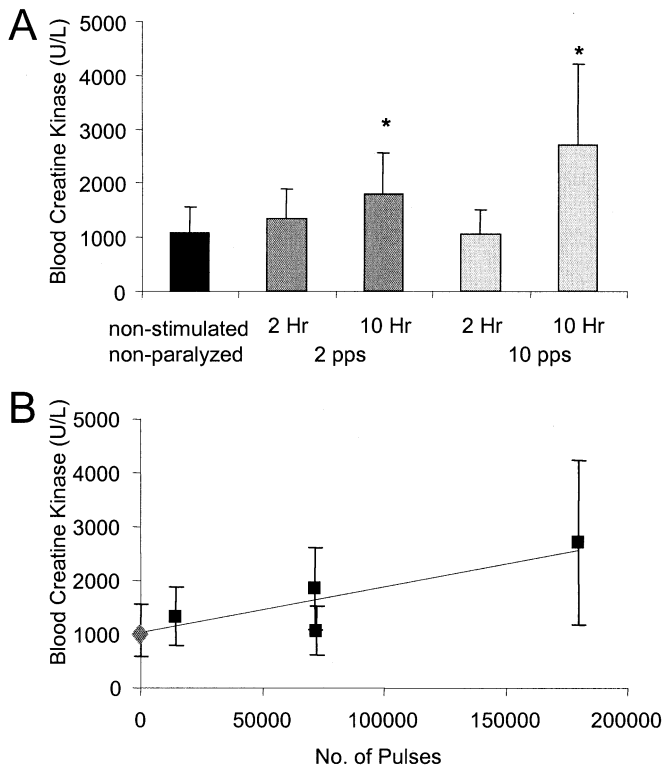 A
Blood Creatine Kinase (U/L)
5000
4000
3000
2000
1000
0
*
*
non-stimulated
non-paralyzed
2 Hr
10 Hr
2 Hr
10 Hr
2 pps
10 pps
B
Blood Creatine Kinase (U/L)
5000
4000
3000
2000
1000
0
0
50000
100000
150000
200000
No. of Pulses